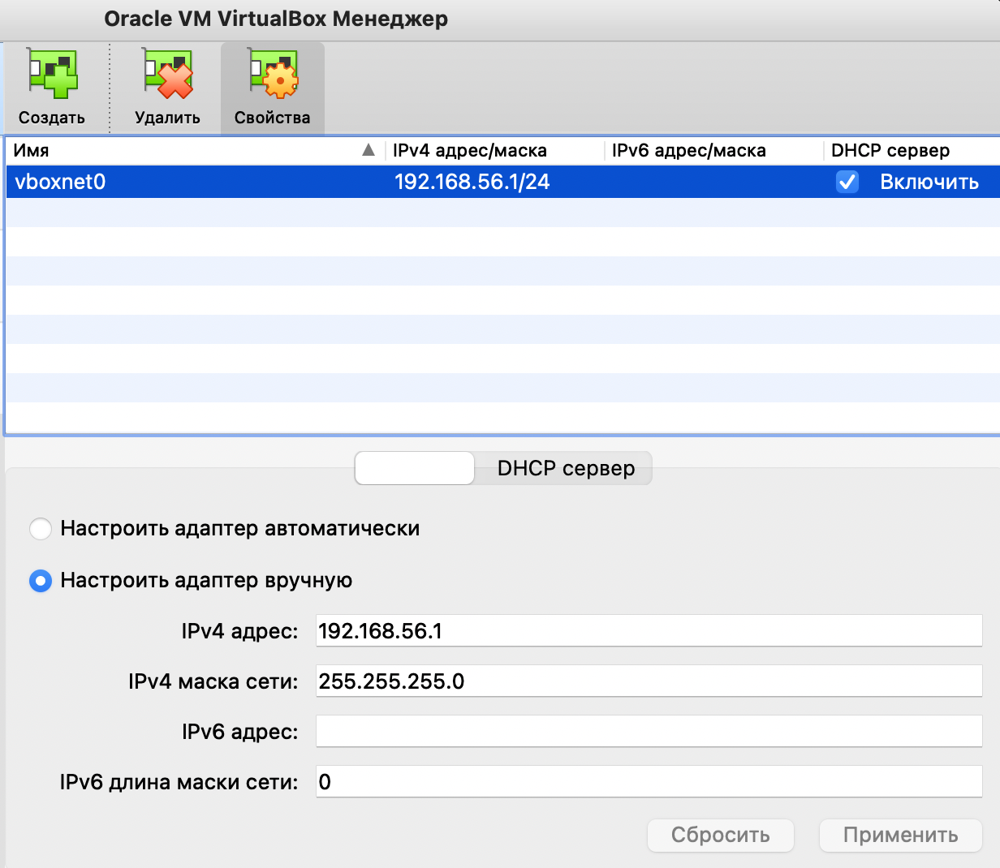 Oracle VM VirtualBox Менеджер
Создать Удалить Свойства
Имя IPv4 адрес/маска IPv6 адрес/маска DHCP сервер
vboxnet0 192.168.56.1/24 Включить
DHCP сервер
Настроить адаптер автоматически
Настроить адаптер вручную
IPv4 адрес: 192.168.56.1
IPv4 маска сети: 255.255.255.0
IPv6 адрес:
IPv6 длина маски сети: 0
Сбросить Применить